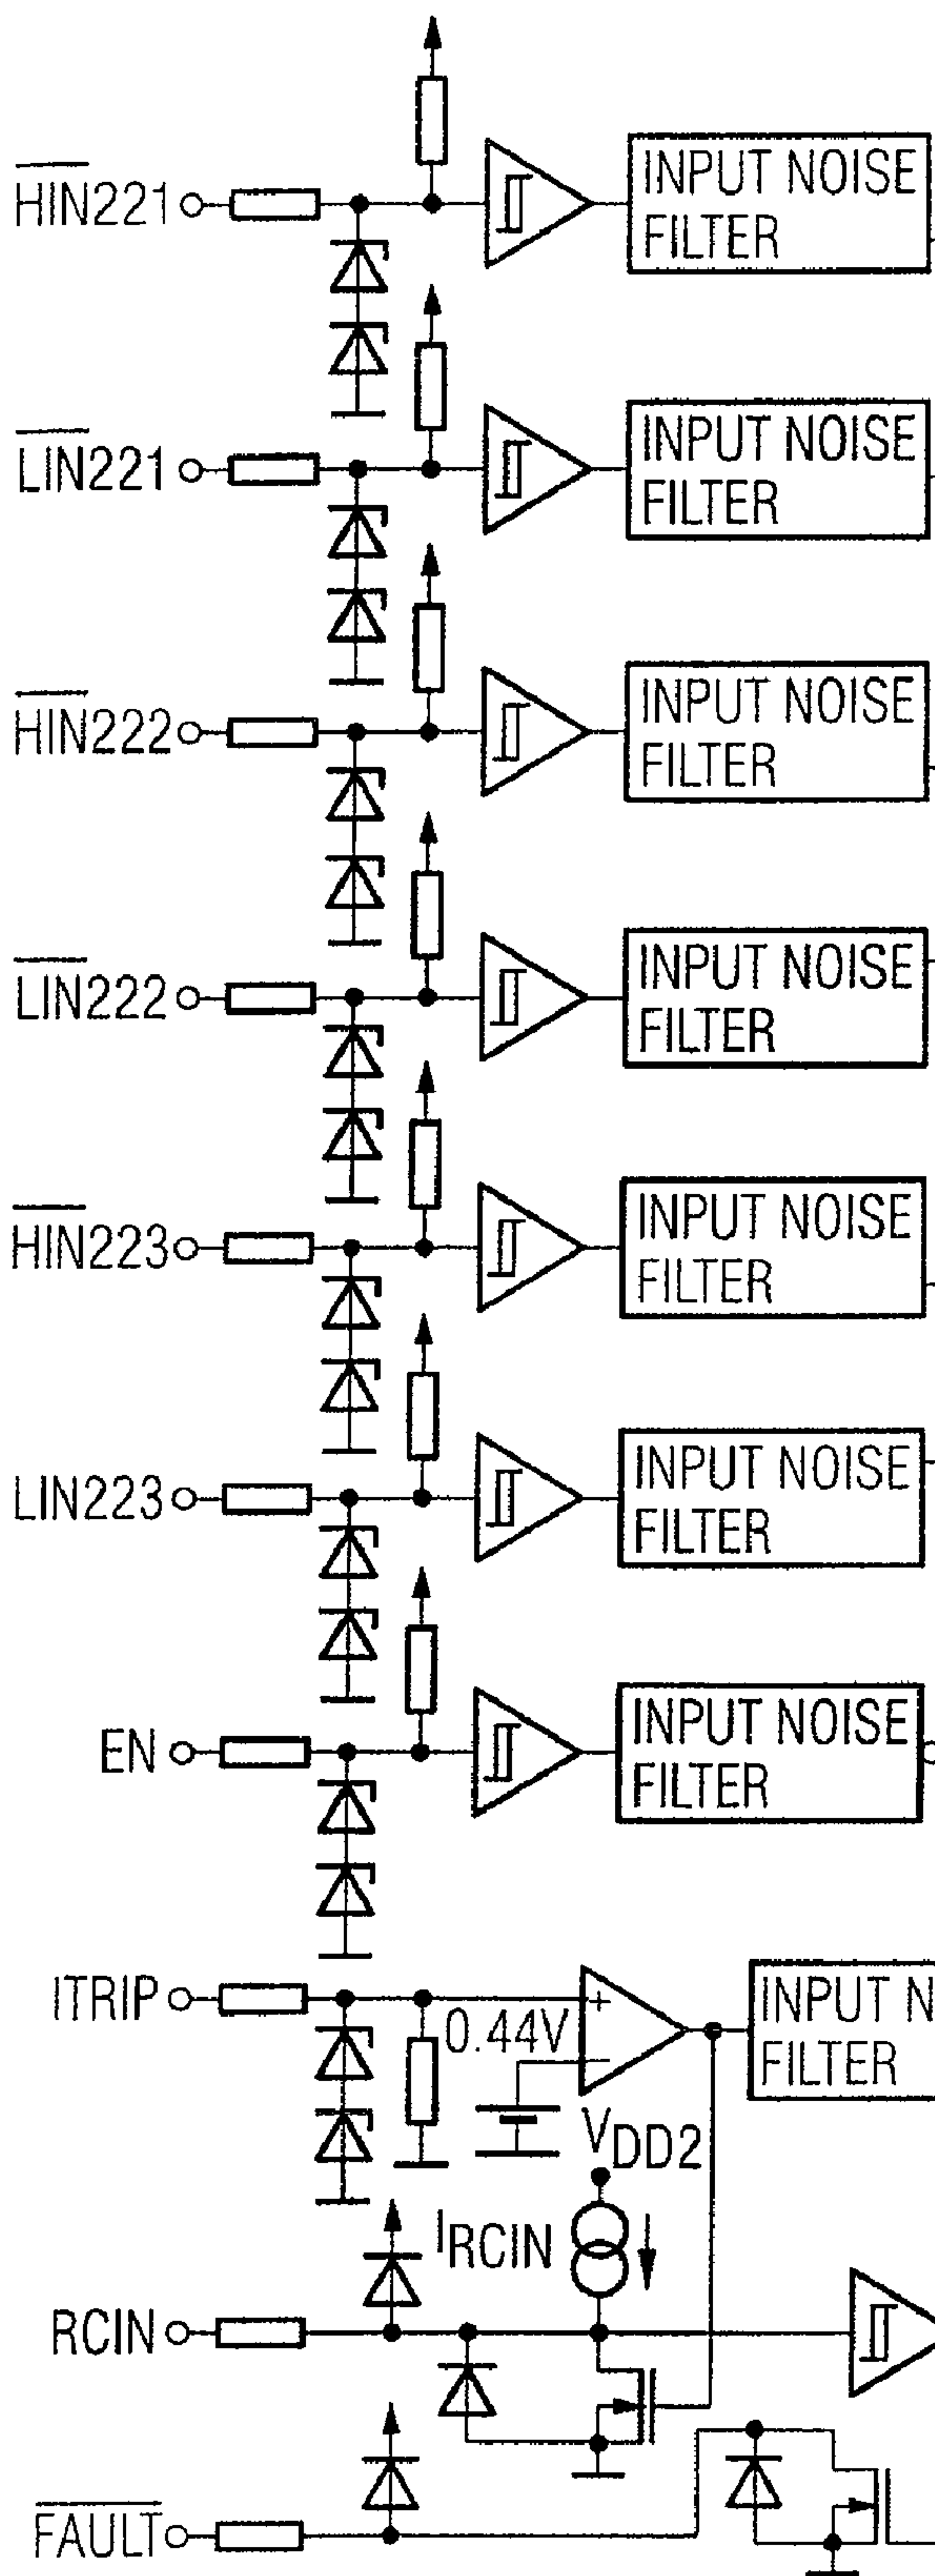 HIN221
INPUT NOISE
FILTER
LIN221
INPUT NOISE
FILTER
HIN222
INPUT NOISE
FILTER
LIN222
INPUT NOISE
FILTER
HIN223
INPUT NOISE
FILTER
LIN223
INPUT NOISE
FILTER
EN
INPUT NOISE
FILTER
ITRIP
0.44V
+
−
INPUT N
FILTER
VDD2
IRCIN
RCIN
FAULT